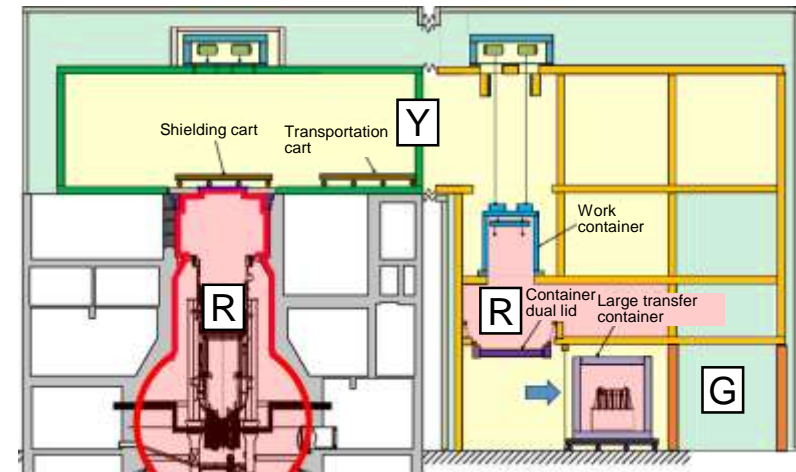 Y
Shielding cart
Transportation
cart
Work
container
R
R
Container
dual lid
Large transfer
container
G